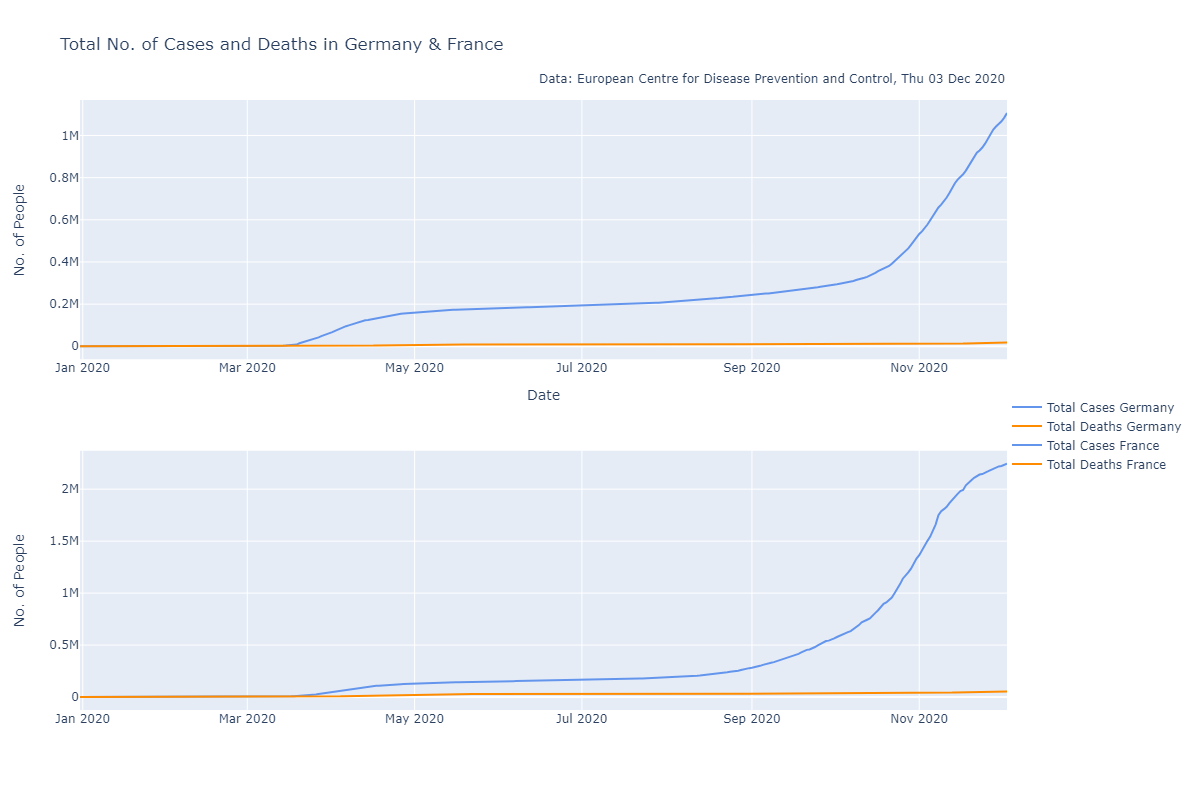 Total No. of Cases and Deaths in Germany & France
Data: European Centre for Disease Prevention and Control, Thu 03 Dec 2020
No. of People
1M
0.8M
0.6M
0.4M
0.2M
0
Jan 2020 Mar 2020 May 2020 Jul 2020 Sep 2020 Nov 2020
Date
Total Cases Germany
Total Deaths Germany
Total Cases France
Total Deaths France
No. of People
2M
1.5M
1M
0.5M
0
Jan 2020 Mar 2020 May 2020 Jul 2020 Sep 2020 Nov 2020